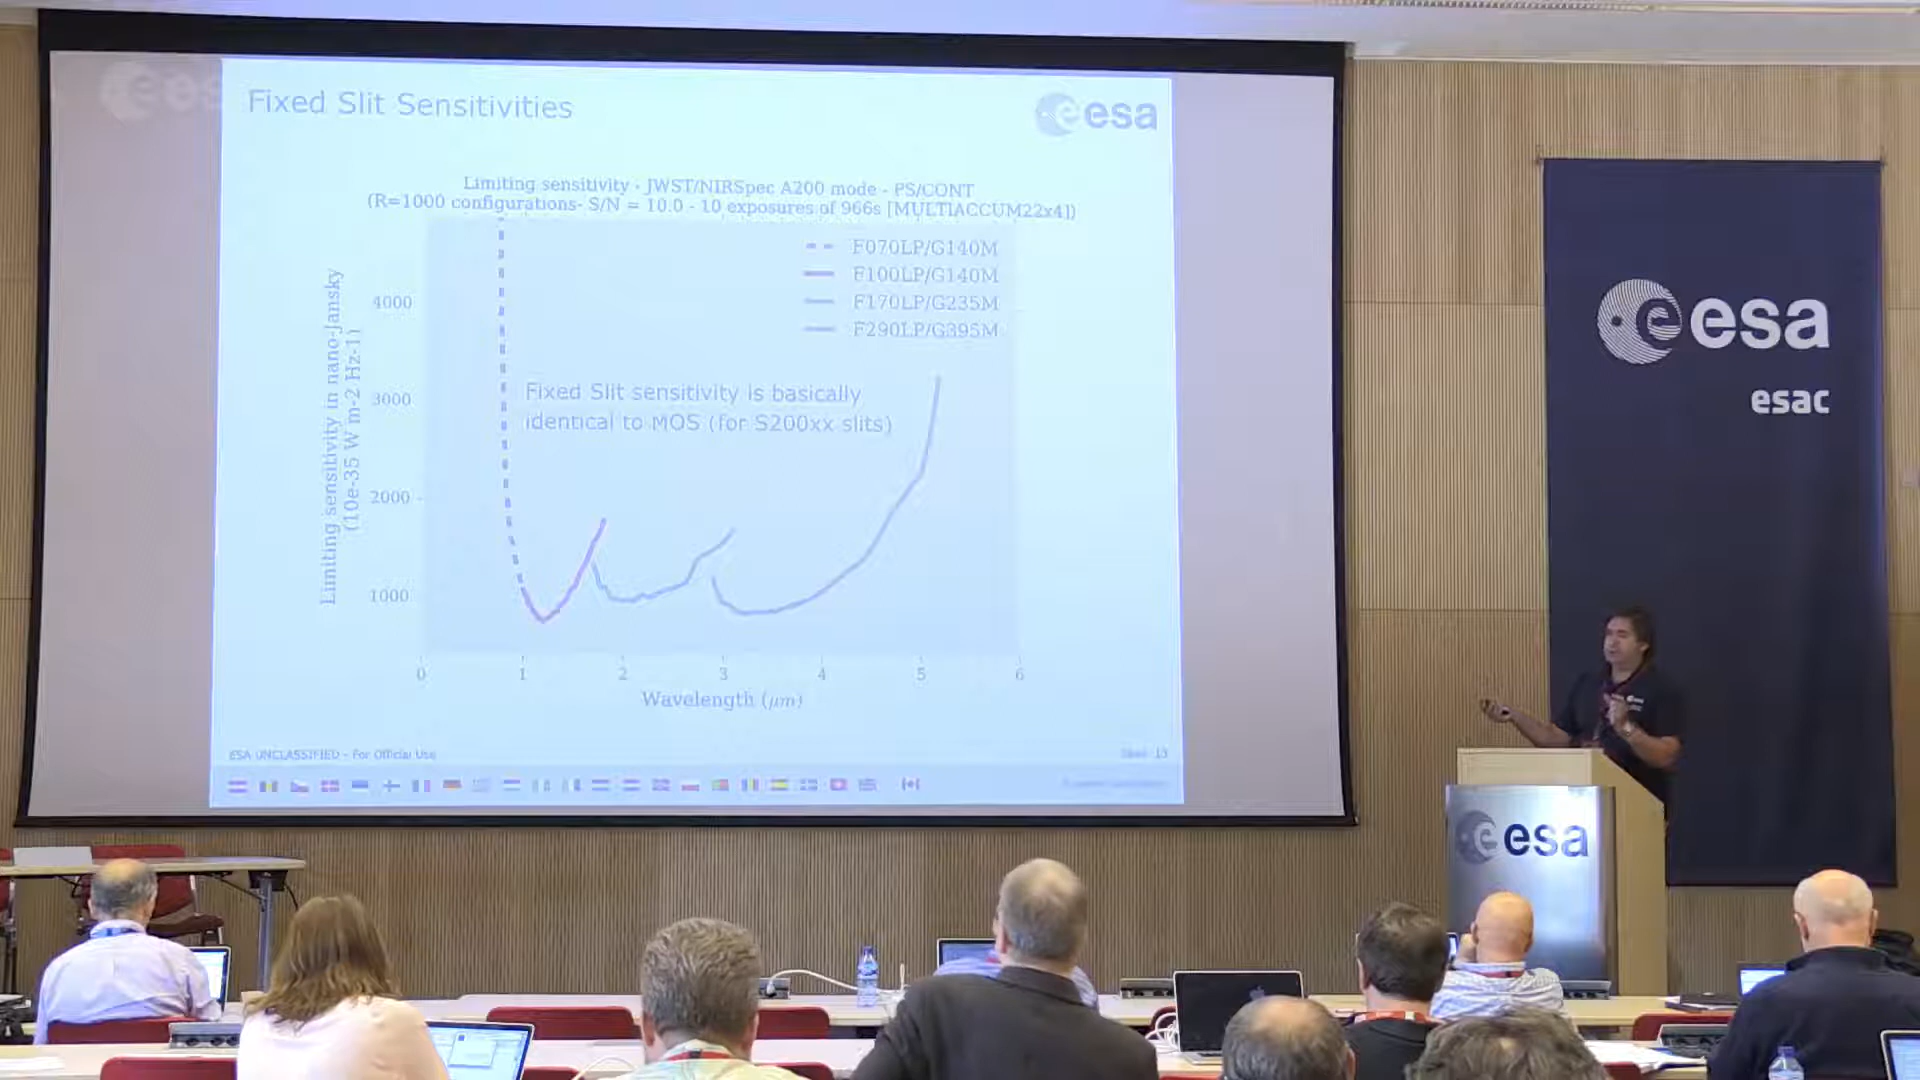 Fixed Slit Sensitivities
esa
Limiting sensitivity - JWST/NIRSpec A200 mode - PS/CONT
(R=1000 configurations- S/N = 10.0 - 10 exposures of 966s [MULTIACCUM22x4])
F070LP/G140M
F100LP/G140M
F170LP/G235M
F290LP/G395M
Fixed Slit sensitivity is basically
identical to MOS (for S200xx slits)
Limiting sensitivity in nano-Jansky
(10e-35 W m-2 Hz-1)
4000
3000
2000
1000
0 1 2 3 4 5 6
Wavelength (μm)
ESA UNCLASSIFIED - For Official Use
13
esa
esac
esa